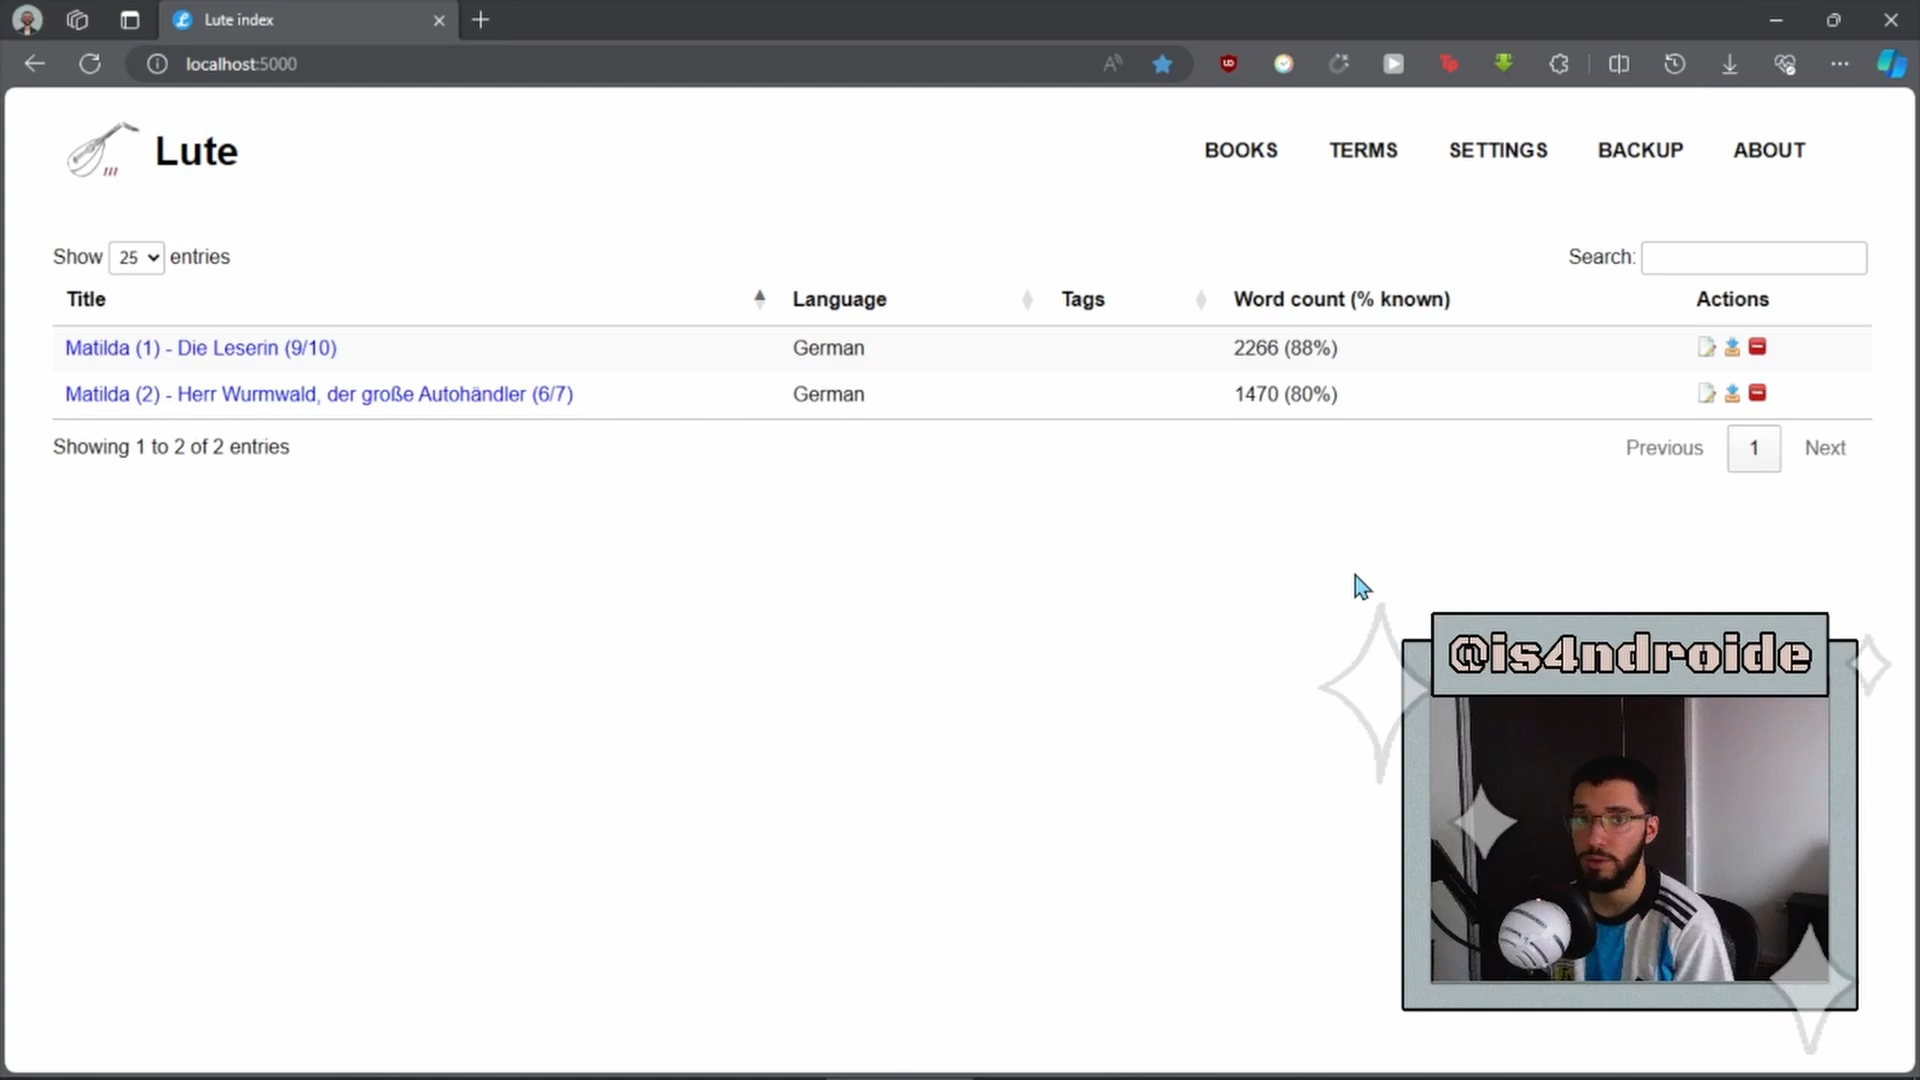 Lute index
localhost:5000
Lute
BOOKS TERMS SETTINGS BACKUP ABOUT
Show 25 entries
Search:
Title Language Tags Word count (% known) Actions
Matilda (1) - Die Leserin (9/10) German 2266 (88%)
Matilda (2) - Herr Wurmwald, der große Autohändler (6/7) German 1470 (80%)
Showing 1 to 2 of 2 entries
Previous 1 Next
@is4ndroide